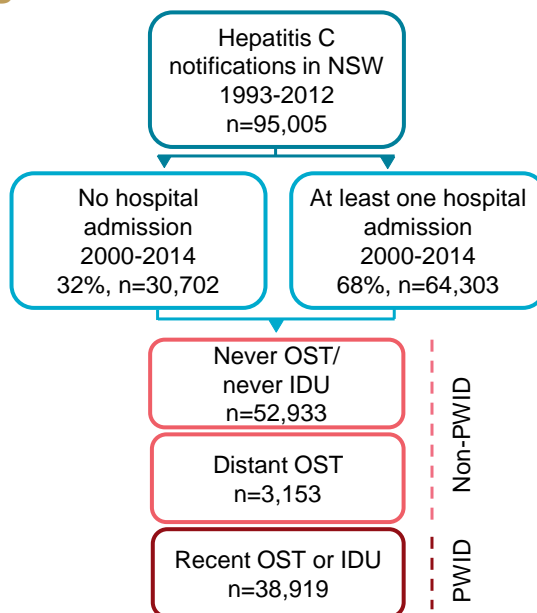 Hepatitis C
notifications in NSW
1993-2012
n=95,005
No hospital
admission
2000-2014
32%, n=30,702
At least one hospital
admission
2000-2014
68%, n=64,303
Never OST/
never IDU
n=52,933
Distant OST
n=3,153
Non-PWID
Recent OST or IDU
n=38,919
PWID